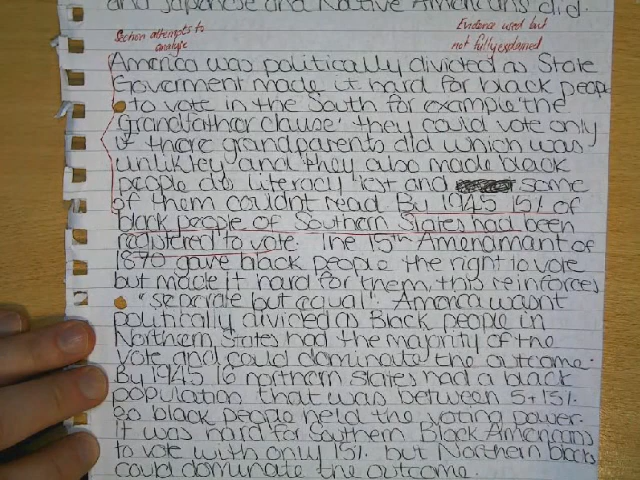 and Japanese and Native Americans did.
Section attempts to
analyse
Evidence used but
not fully explained
America was politically divided as State
Goverment made it hard for black people
to vote in the South for example 'the
Grandfather clause' they could vote only
if there grandparents did which was
unlikley and they also made black
people do literacy test and some
of them couldnt read. By 1945 15% of
black people of Southern States had been
registered to vote. The 15th Amendmant of
1870 gave black people the right to vote
but made it hard for them, this reinforces
"separate but equal". America wasnt
politically divided as Black people in
Northern States had the majority of the
vote and could dominate the outcome.
By 1945 16 northern states had a black
population that was between 5+15%.
So black people held the voting power.
It was hard for Southern Black Americans
to vote with only 15% but Northern blacks
could dominate the outcome.